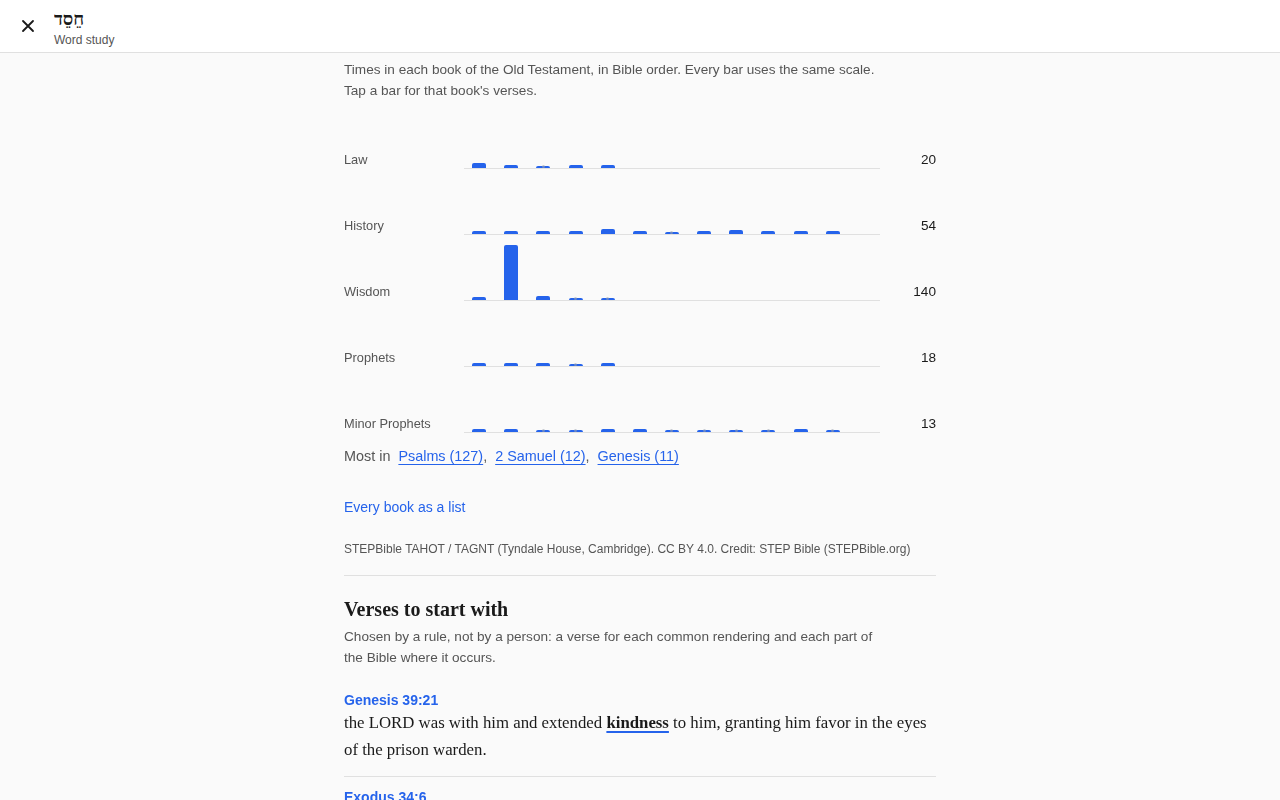 חֵסֵד
Word study
Times in each book of the Old Testament, in Bible order. Every bar uses the same scale.
Tap a bar for that book's verses.
Law 20
History 54
Wisdom 140
Prophets 18
Minor Prophets 13
Most in Psalms (127), 2 Samuel (12), Genesis (11)
Every book as a list
STEPBible TAHOT / TAGNT (Tyndale House, Cambridge). CC BY 4.0. Credit: STEP Bible (STEPBible.org)
Verses to start with
Chosen by a rule, not by a person: a verse for each common rendering and each part of
the Bible where it occurs.
Genesis 39:21
the LORD was with him and extended kindness to him, granting him favor in the eyes
of the prison warden.
Exodus 34:6